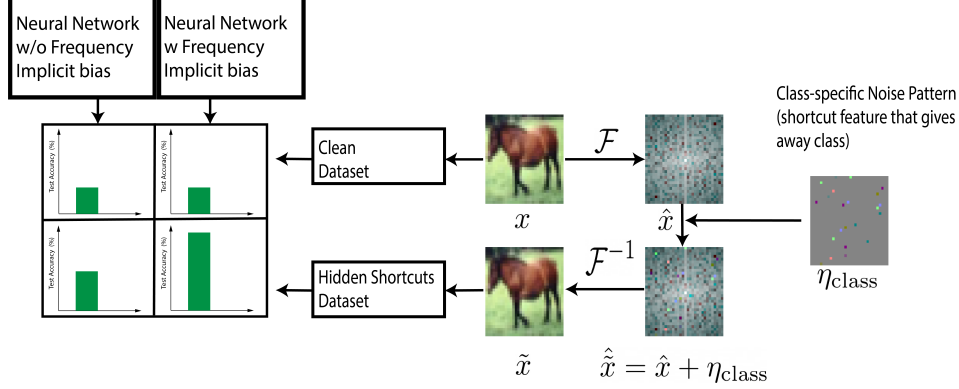 Neural Network
w/o Frequency
Implicit bias
Neural Network
w Frequency
Implicit bias
Class-specific Noise Pattern
(shortcut feature that gives
away class)
Test Accuracy (%)
Test Accuracy (%)
Clean
Dataset
x
ℱ
x̂
η_class
Test Accuracy (%)
Test Accuracy (%)
Hidden Shortcuts
Dataset
x̃
ℱ⁻¹
x̃̂ = x̂ + η_class